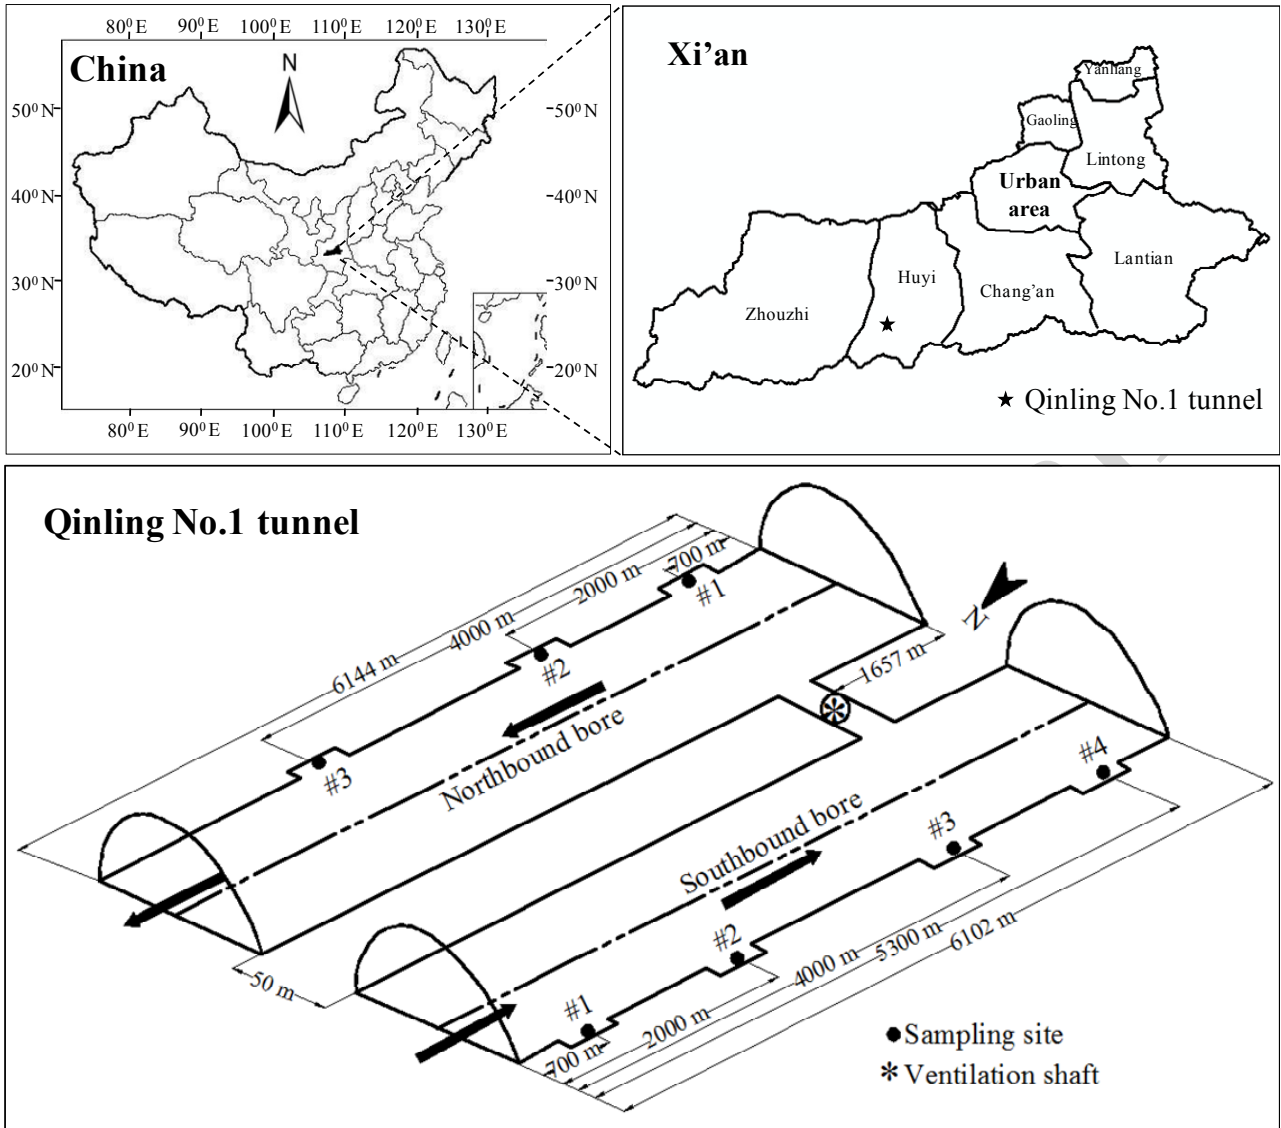 80⁰E 90⁰E 100⁰E 110⁰E 120⁰E 130⁰E
China
N
50⁰N
50⁰N
40⁰N
40⁰N
30⁰N
30⁰N
20⁰N
20⁰N
80⁰E 90⁰E 100⁰E 110⁰E 120⁰E 130⁰E
Xi’an
Yanliang
Gaoling
Lintong
Urban
area
Lantian
Huyi
Chang’an
Zhouzhi
★ Qinling No.1 tunnel
Qinling No.1 tunnel
700 m
2000 m
4000 m
6144 m
#1
#2
#3
Northbound bore
N
1657 m
#4
#3
Southbound bore
#2
#1
50 m
700 m
2000 m
4000 m
5300 m
6102 m
●Sampling site
* Ventilation shaft